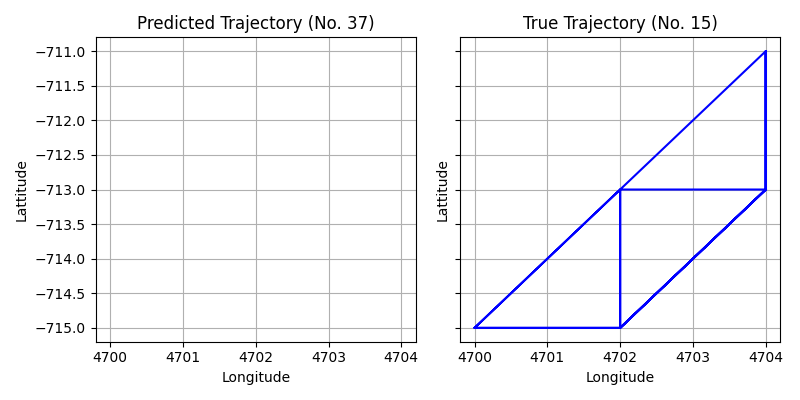 Predicted Trajectory (No. 37)
True Trajectory (No. 15)
−711.0
−711.5
−712.0
−712.5
−713.0
−713.5
−714.0
−714.5
−715.0
Lattitude
Lattitude
4700 4701 4702 4703 4704
4700 4701 4702 4703 4704
Longitude
Longitude